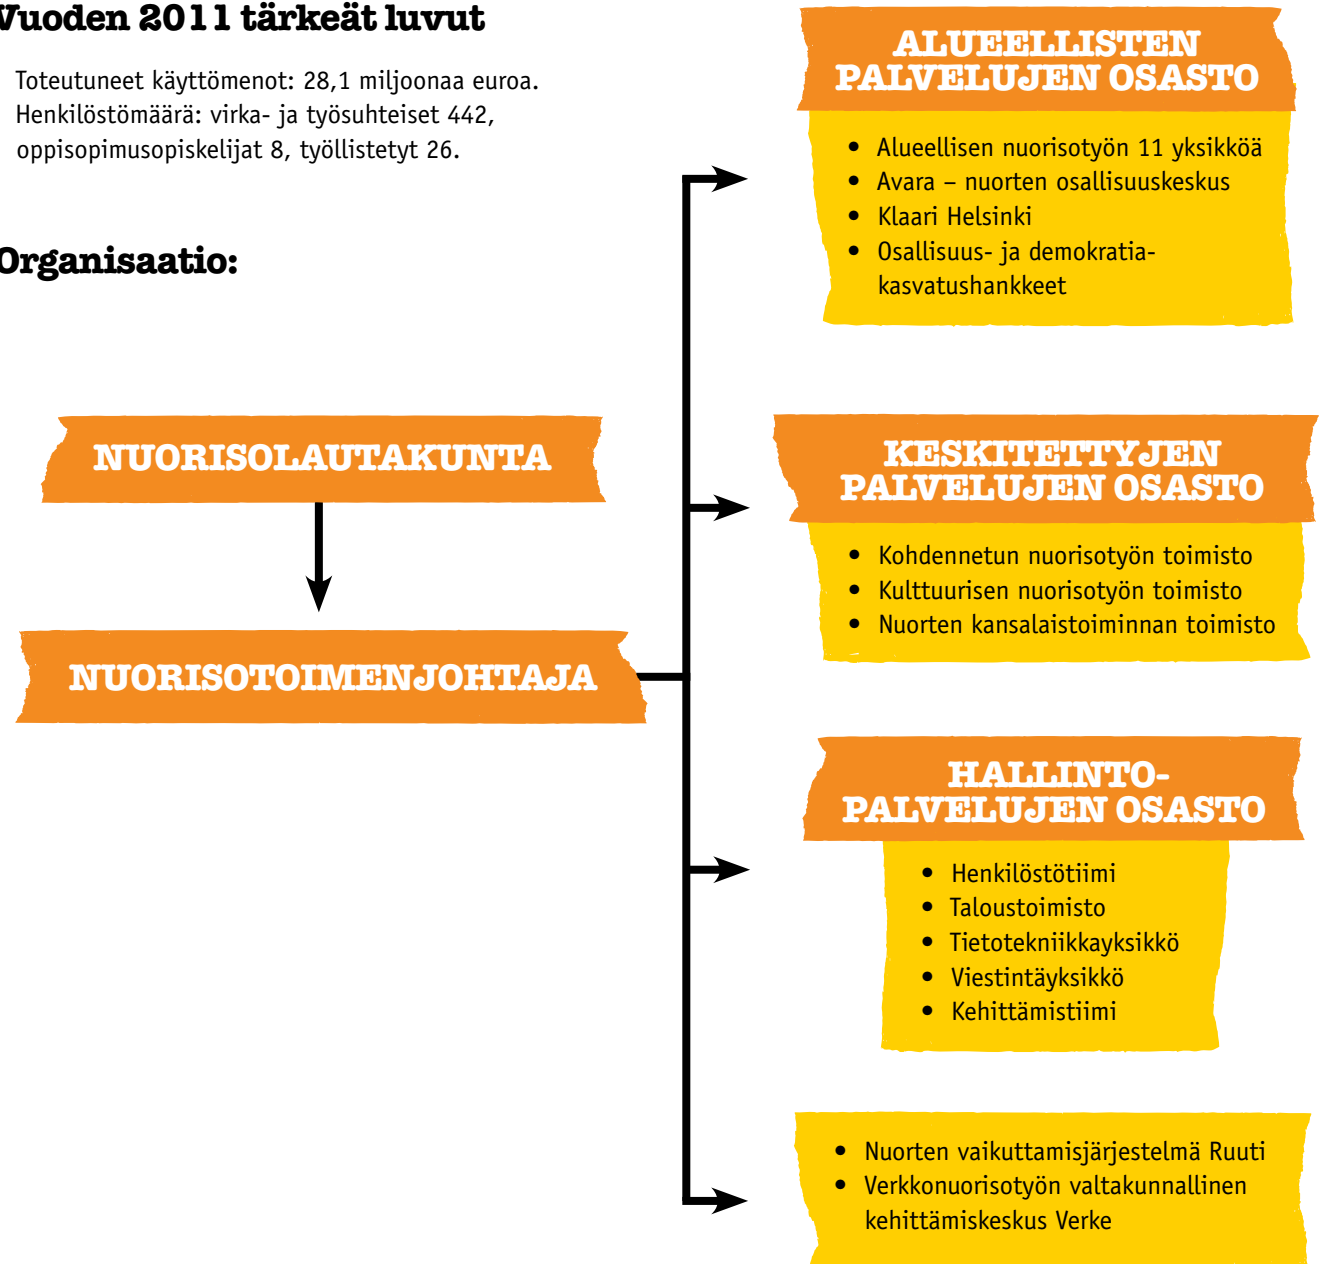 Vuoden 2011 tärkeät luvut
Toteutuneet käyttömenot: 28,1 miljoonaa euroa.
Henkilöstömäärä: virka- ja työsuhteiset 442,
oppisopimusopiskelijat 8, työllistetyt 26.
Organisaatio:
NUORISOLAUTAKUNTA
NUORISOTOIMENJOHTAJA
ALUEELLISTEN
PALVELUJEN OSASTO
• Alueellisen nuorisotyön 11 yksikköä
• Avara – nuorten osallisuuskeskus
• Klaari Helsinki
• Osallisuus- ja demokratia-
kasvatushankkeet
KESKITETTYJEN
PALVELUJEN OSASTO
• Kohdennetun nuorisotyön toimisto
• Kulttuurisen nuorisotyön toimisto
• Nuorten kansalaistoiminnan toimisto
HALLINTO-
PALVELUJEN OSASTO
• Henkilöstötiimi
• Taloustoimisto
• Tietotekniikkayksikkö
• Viestintäyksikkö
• Kehittämistiimi
• Nuorten vaikuttamisjärjestelmä Ruuti
• Verkkonuorisotyön valtakunnallinen
kehittämiskeskus Verke